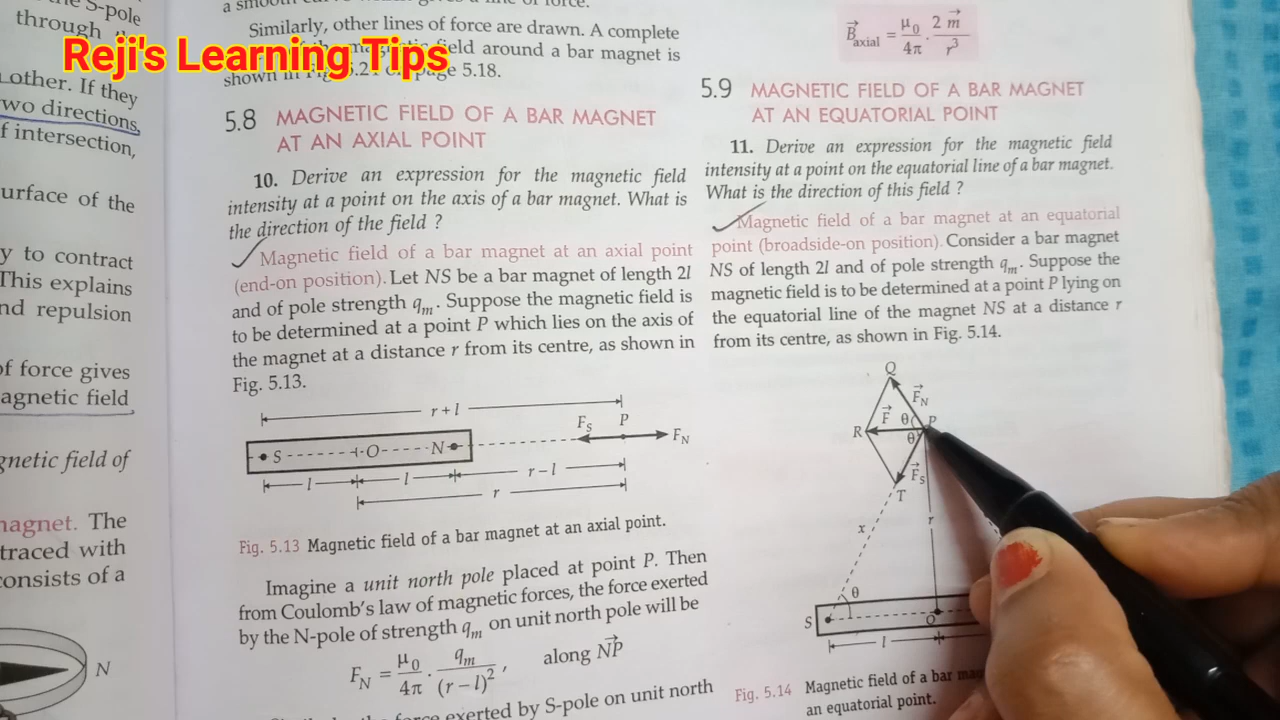 S-pole
through
other. If they
two directions,
f intersection,
urface of the
y to contract
This explains
nd repulsion
of force gives
agnetic field
gnetic field of
magnet. The
traced with
consists of a
N
Reji's Learning Tips
Similarly, other lines of force are drawn. A complete
field around a bar magnet is
shown in page 5.18.
5.8 MAGNETIC FIELD OF A BAR MAGNET
AT AN AXIAL POINT
10. Derive an expression for the magnetic field
intensity at a point on the axis of a bar magnet. What is
the direction of the field ?
Magnetic field of a bar magnet at an axial point
(end-on position). Let NS be a bar magnet of length 2l
and of pole strength qₘ. Suppose the magnetic field is
to be determined at a point P which lies on the axis of
the magnet at a distance r from its centre, as shown in
Fig. 5.13.
r + l
F_S P F_N
S O N
l l r – l
r
Fig. 5.13 Magnetic field of a bar magnet at an axial point.
Imagine a unit north pole placed at point P. Then
from Coulomb's law of magnetic forces, the force exerted
by the N-pole of strength qₘ on unit north pole will be
F_N = μ₀/4π · qₘ/(r – l)², along N⃗P
force exerted by S-pole on unit north
B⃗_axial = μ₀/4π · 2 m⃗/r³
5.9 MAGNETIC FIELD OF A BAR MAGNET
AT AN EQUATORIAL POINT
11. Derive an expression for the magnetic field
intensity at a point on the equatorial line of a bar magnet.
What is the direction of this field ?
Magnetic field of a bar magnet at an equatorial
point (broadside-on position). Consider a bar magnet
NS of length 2l and of pole strength qₘ. Suppose the
magnetic field is to be determined at a point P lying on
the equatorial line of the magnet NS at a distance r
from its centre, as shown in Fig. 5.14.
Q
F⃗_N
R F⃗ θ P
θ
F⃗_S
T
x r
θ
S O
l
Fig. 5.14 Magnetic field of a bar
an equatorial point.